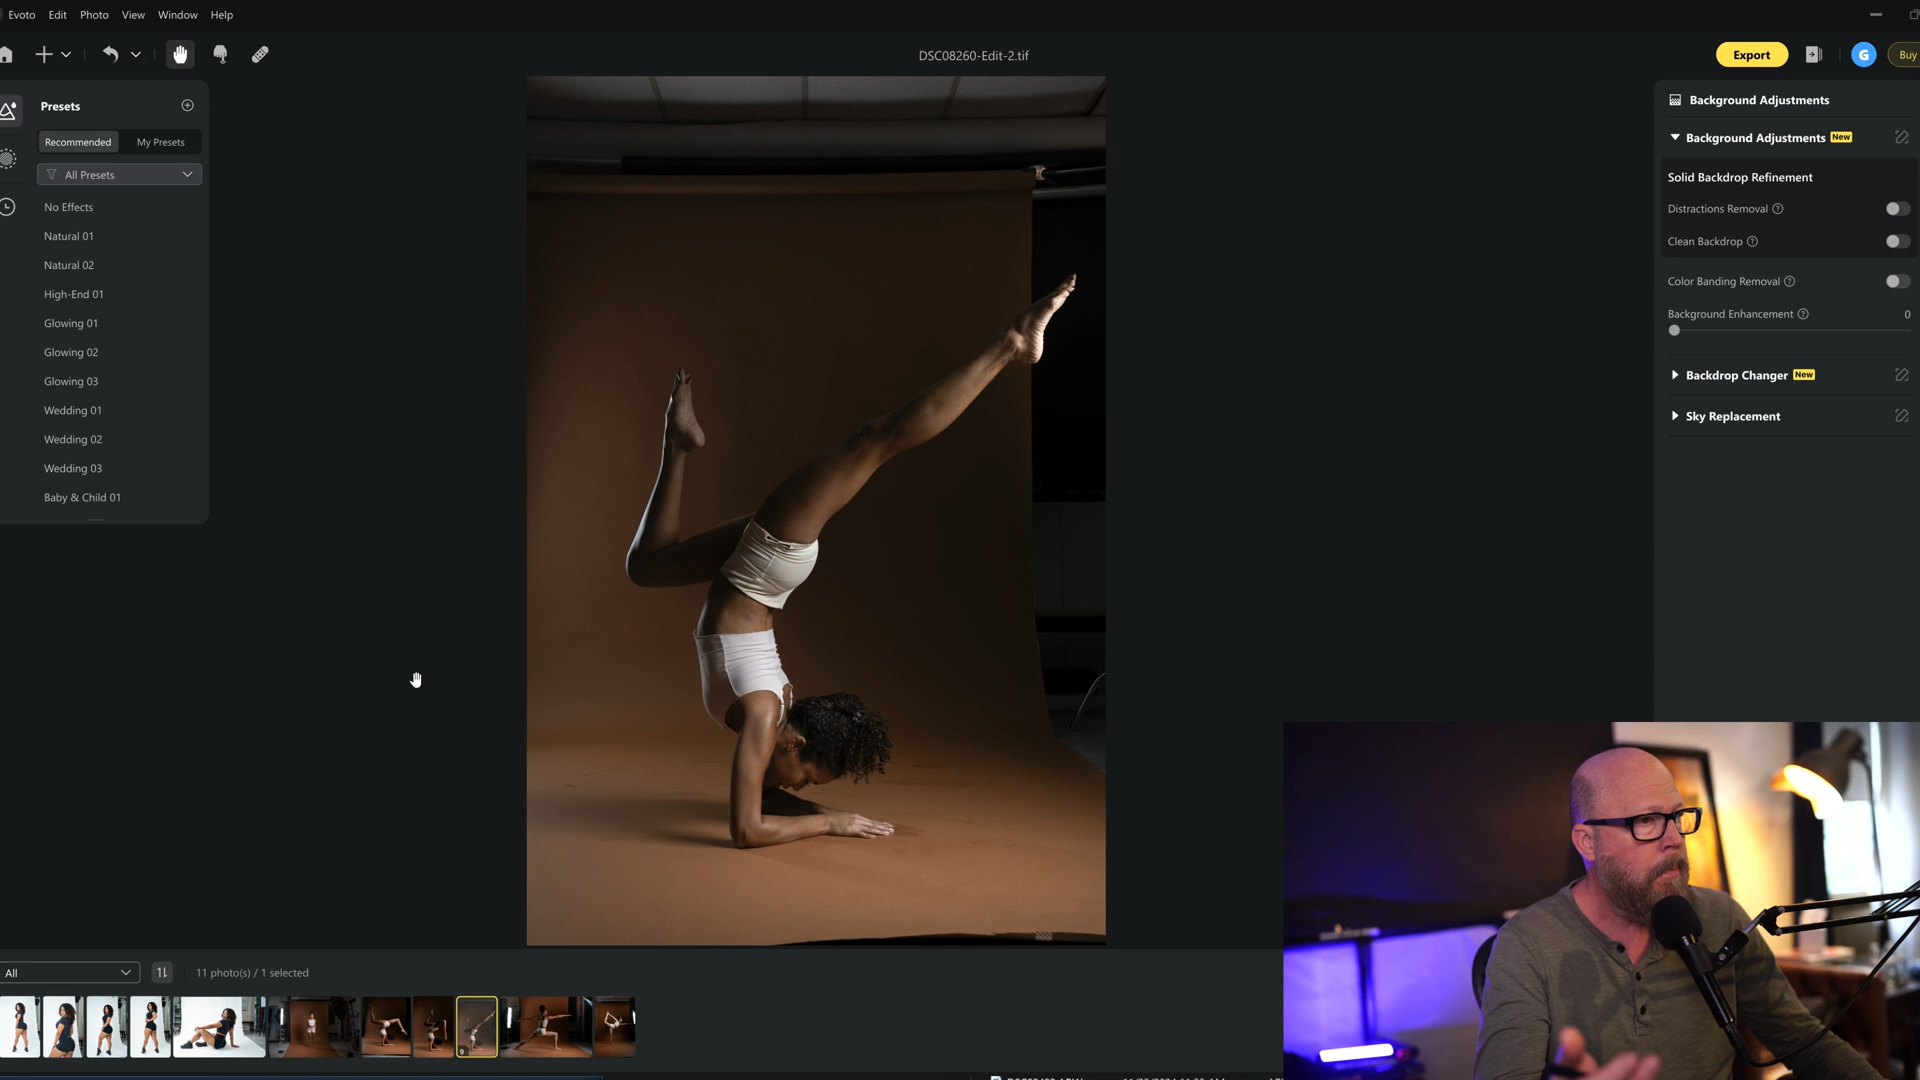 Evoto Edit Photo View Window Help
DSC08260-Edit-2.tif
Export
G
Buy
Presets
Recommended My Presets
All Presets
No Effects
Natural 01
Natural 02
High-End 01
Glowing 01
Glowing 02
Glowing 03
Wedding 01
Wedding 02
Wedding 03
Baby & Child 01
Background Adjustments
Background Adjustments New
Solid Backdrop Refinement
Distractions Removal ?
Clean Backdrop ?
Color Banding Removal ?
Background Enhancement ? 0
Backdrop Changer New
Sky Replacement
All
11 photo(s) / 1 selected
9